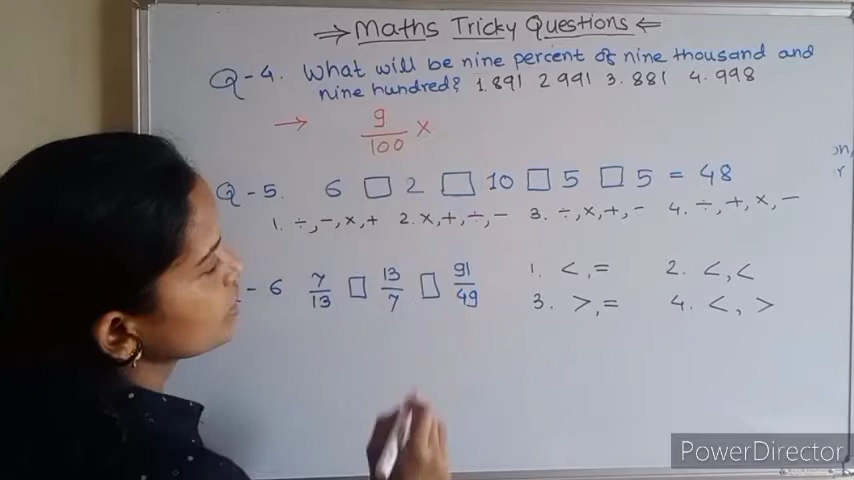 ⇒ Maths Tricky Questions ⇐
Q-4. What will be nine percent of nine thousand and
nine hundred? 1. 891 2 991 3. 881 4. 998
→ 9/100 ×
Q-5. 6 □ 2 □ 10 □ 5 □ 5 = 48
1. ÷,-,×,+ 2. ×,+,÷,- 3. ÷,×,+,- 4. ÷,+,×,-
- 6 7/13 □ 13/7 □ 91/49 1. <,= 2. <,<
3. >,= 4. <,>
PowerDirector